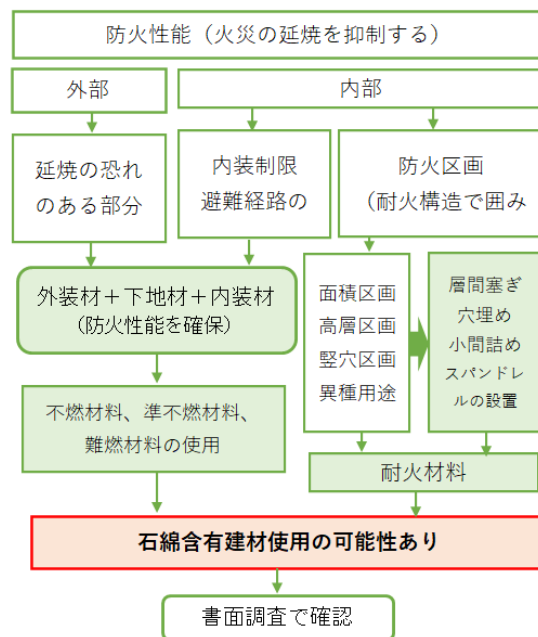 防火性能（火災の延焼を抑制する）
外部
内部
延焼の恐れ
のある部分
内装制限
避難経路の
防火区画
（耐火構造で囲み
外装材＋下地材＋内装材
(防火性能を確保)
面積区画
高層区画
竪穴区画
異種用途
層間塞ぎ
穴埋め
小間詰め
スパンドレ
ルの設置
不燃材料、準不燃材料、
難燃材料の使用
耐火材料
石綿含有建材使用の可能性あり
書面調査で確認